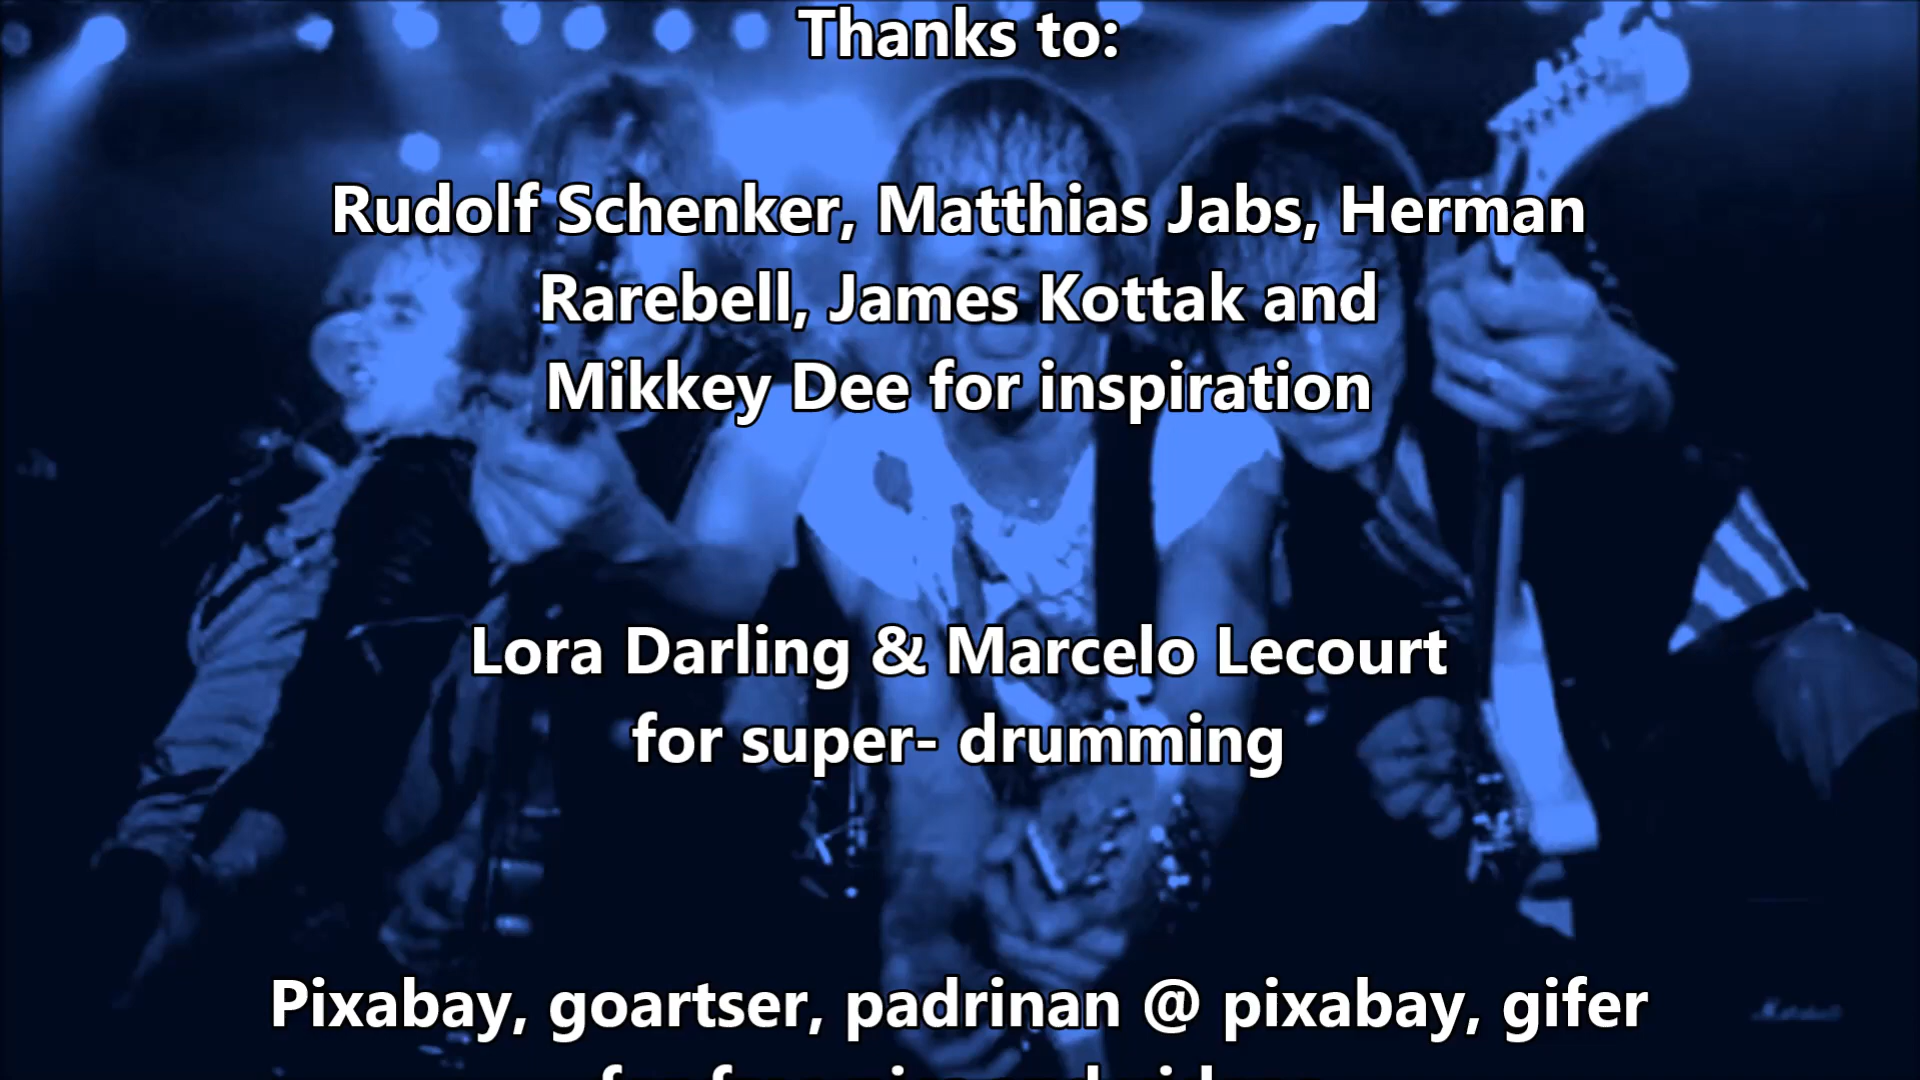 Thanks to:
Rudolf Schenker, Matthias Jabs, Herman
Rarebell, James Kottak and
Mikkey Dee for inspiration
Lora Darling & Marcelo Lecourt
for super- drumming
Pixabay, goartser, padrinan @ pixabay, gifer